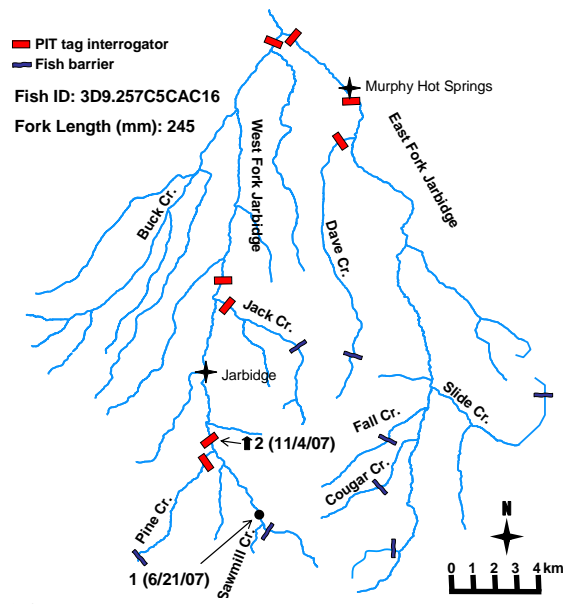 PIT tag interrogator
Fish barrier
Fish ID: 3D9.257C5CAC16
Fork Length (mm): 245
Murphy Hot Springs
West Fork Jarbidge
East Fork Jarbidge
Buck Cr.
Dave Cr.
Jack Cr.
Jarbidge
Slide Cr.
Fall Cr.
2 (11/4/07)
Cougar Cr.
Pine Cr.
Sawmill Cr.
1 (6/21/07)
N
0 1 2 3 4 km